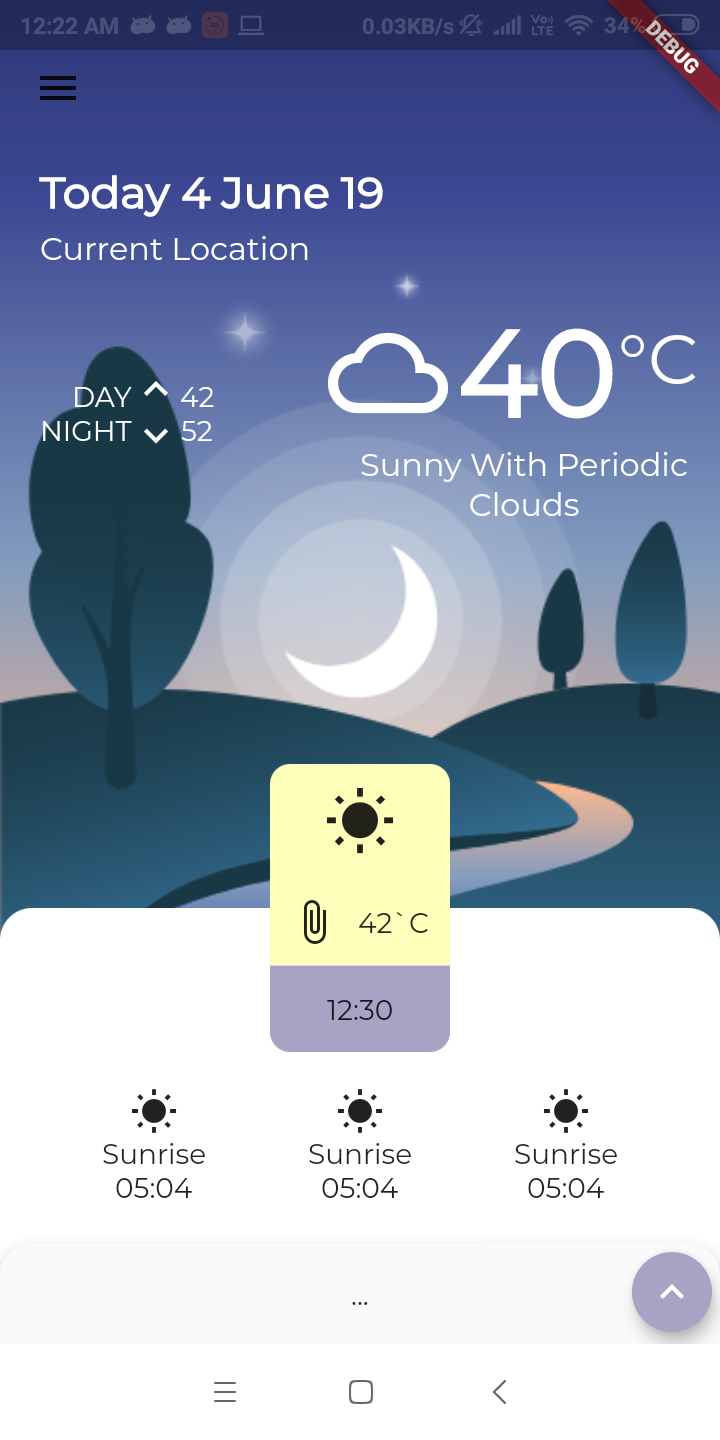 12:22 AM 0.03KB/s Vo) LTE 34%
DEBUG
Today 4 June 19
Current Location
40°C
DAY 42
NIGHT 52
Sunny With Periodic
Clouds
42`C
12:30
Sunrise Sunrise Sunrise
05:04 05:04 05:04
...